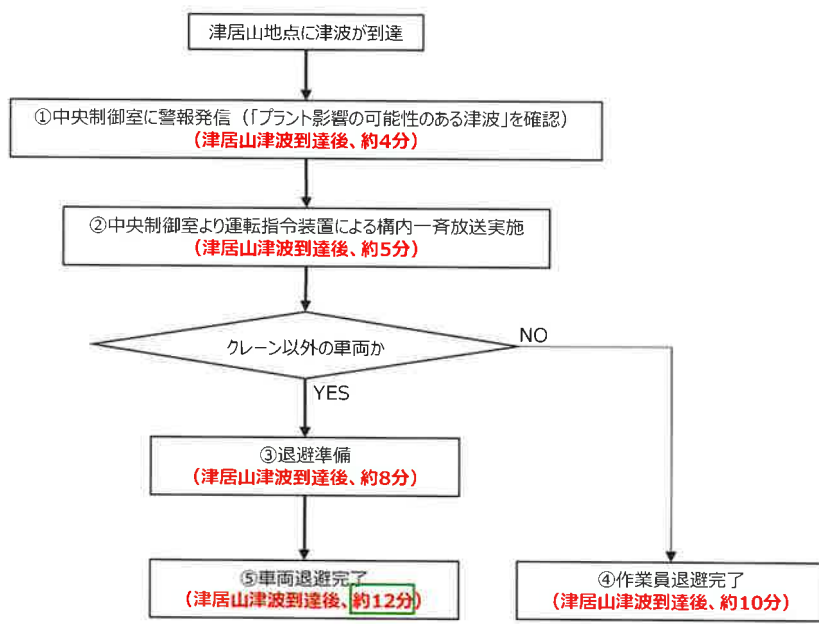 津居山地点に津波が到達
①中央制御室に警報発信（「プラント影響の可能性のある津波」を確認）
（津居山津波到達後、約4分）
②中央制御室より運転指令装置による構内一斉放送実施
（津居山津波到達後、約5分）
クレーン以外の車両か
NO
YES
③退避準備
（津居山津波到達後、約8分）
⑤車両退避完了
（津居山津波到達後、約12分）
④作業員退避完了
（津居山津波到達後、約10分）